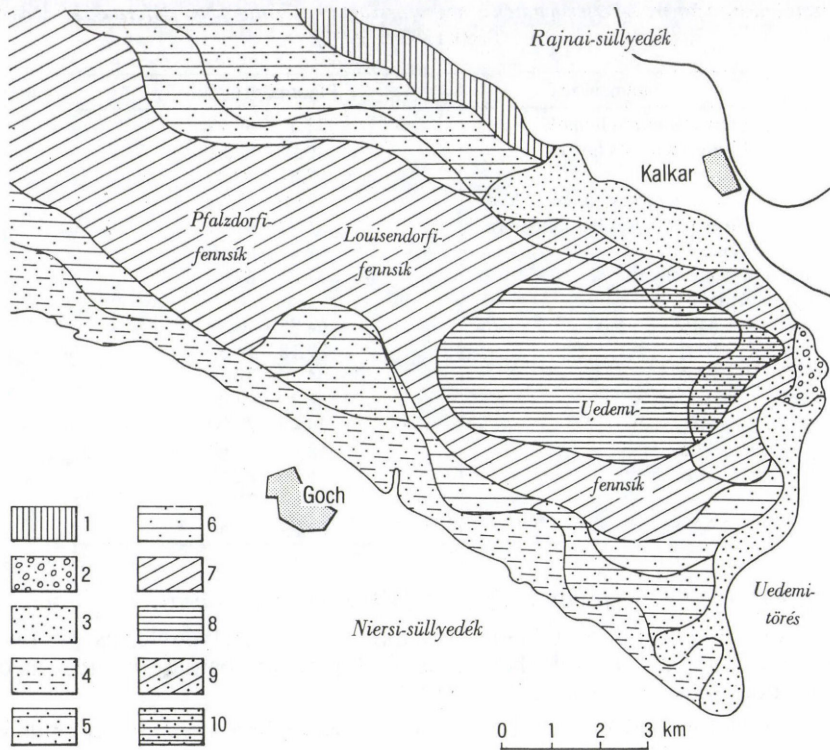 Rajnai-süllyedék
Kalkar
Pfalzdorfi-
fennsík
Louisendorfi-
fennsík
Uedemi-
fennsík
Goch
Uedemi-
törés
Niersi-süllyedék
1
2
3
4
5
6
7
8
9
10
0 1 2 3 km